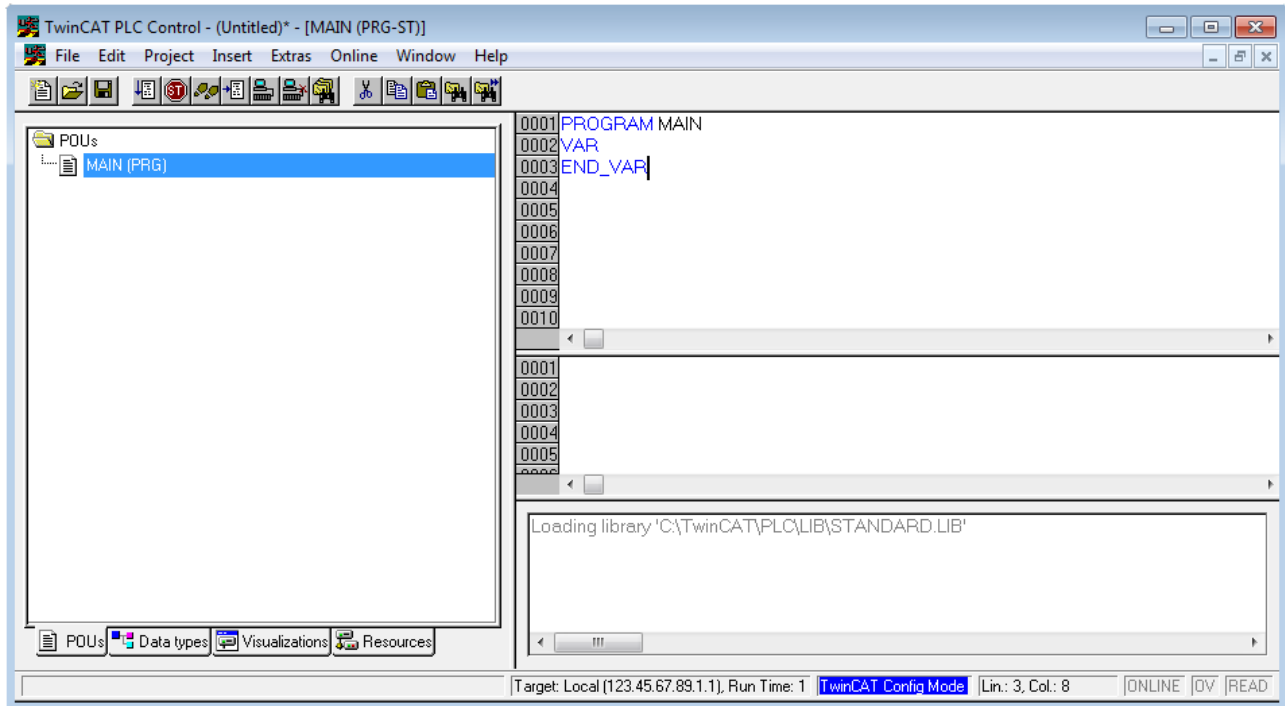 TwinCAT PLC Control - (Untitled)* - [MAIN (PRG-ST)]
File Edit Project Insert Extras Online Window Help
ST
POUs
MAIN (PRG)
0001 PROGRAM MAIN
0002 VAR
0003 END_VAR
0004
0005
0006
0007
0008
0009
0010
0001
0002
0003
0004
0005
Loading library 'C:\TwinCAT\PLC\LIB\STANDARD.LIB'
POUs Data types Visualizations Resources
Target: Local (123.45.67.89.1.1), Run Time: 1 TwinCAT Config Mode Lin.: 3, Col.: 8 ONLINE OV READ